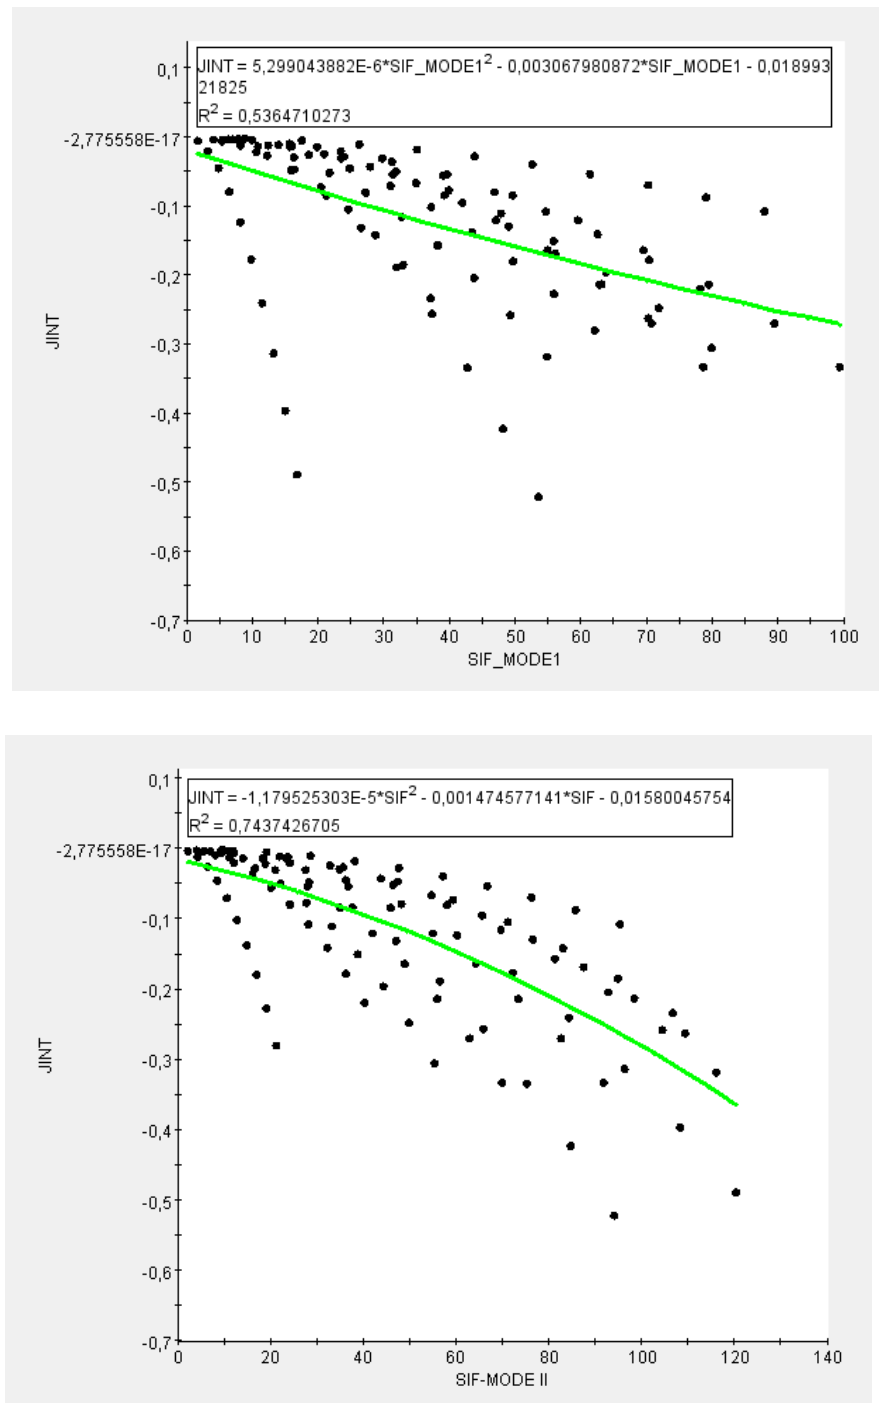 JINT = 5,299043882E-6*SIF_MODE1² - 0,003067980872*SIF_MODE1 - 0,018993
21825
R² = 0,5364710273
0,1
-2,775558E-17
-0,1
-0,2
-0,3
-0,4
-0,5
-0,6
-0,7
JINT
0 10 20 30 40 50 60 70 80 90 100
SIF_MODE1
JINT = -1,179525303E-5*SIF² - 0,001474577141*SIF - 0,01580045754
R² = 0,7437426705
0,1
-2,775558E-17
-0,1
-0,2
-0,3
-0,4
-0,5
-0,6
-0,7
JINT
0 20 40 60 80 100 120 140
SIF-MODE II